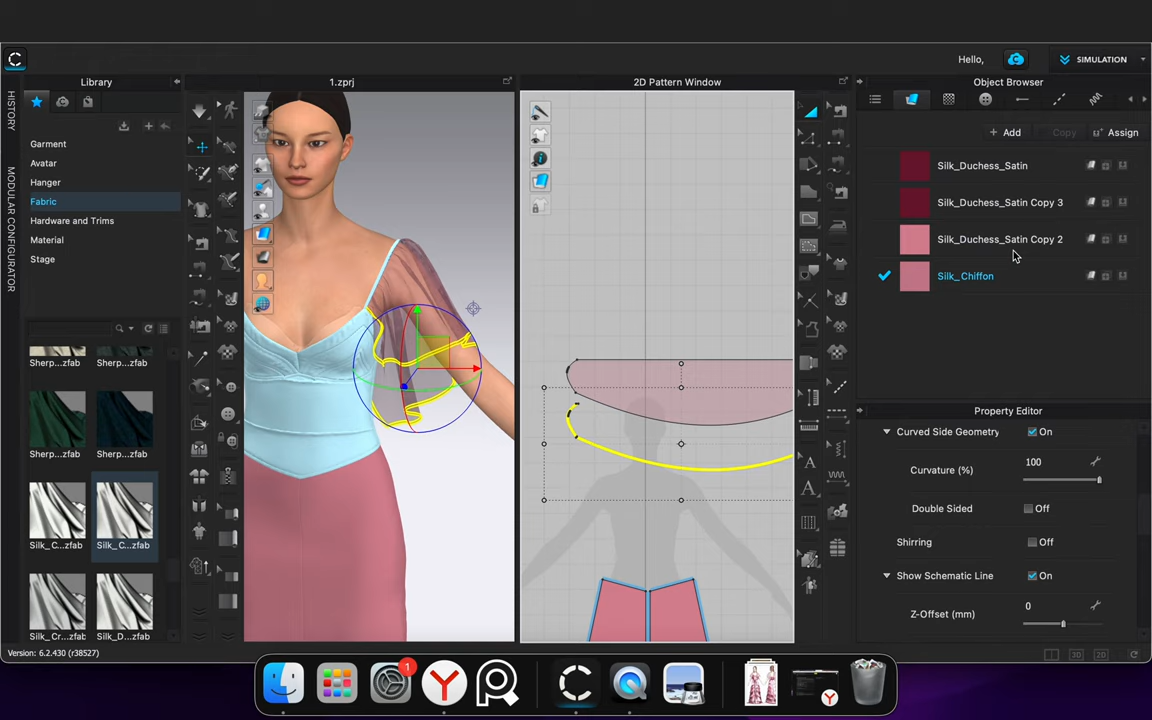 Hello,
SIMULATION
Library
1.zprj
2D Pattern Window
Object Browser
HISTORY
MODULAR CONFIGURATOR
Garment
Avatar
Hanger
Fabric
Hardware and Trims
Material
Stage
Sherp...zfab
Sherp...zfab
Sherp...zfab
Sherp...zfab
Silk_C...zfab
Silk_C...zfab
Silk_Cr...zfab
Silk_D...zfab
Version: 6.2.430 (r38527)
+ Add
Copy
Assign
Silk_Duchess_Satin
Silk_Duchess_Satin Copy 3
Silk_Duchess_Satin Copy 2
Silk_Chiffon
Property Editor
Curved Side Geometry
On
Curvature (%)
100
Double Sided
Off
Shirring
Off
Show Schematic Line
On
Z-Offset (mm)
0
3D
2D
1